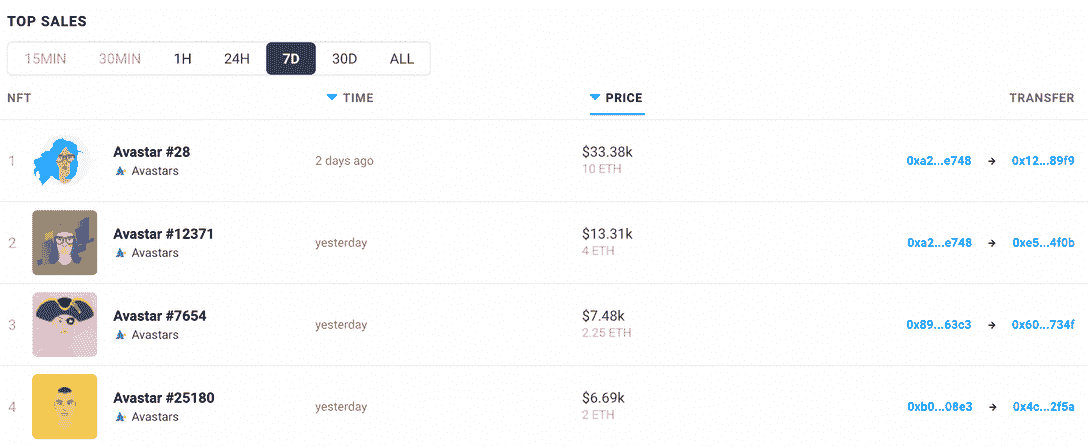 TOP SALES
15MIN 30MIN 1H 24H 7D 30D ALL
NFT TIME PRICE TRANSFER
1 Avastar #28 2 days ago $33.38k 0xa2...e748 → 0x12...89f9
Avastars 10 ETH
2 Avastar #12371 yesterday $13.31k 0xa2...e748 → 0xe5...4f0b
Avastars 4 ETH
3 Avastar #7654 yesterday $7.48k 0x89...63c3 → 0x60...734f
Avastars 2.25 ETH
4 Avastar #25180 yesterday $6.69k 0xb0...08e3 → 0x4c...2f5a
Avastars 2 ETH